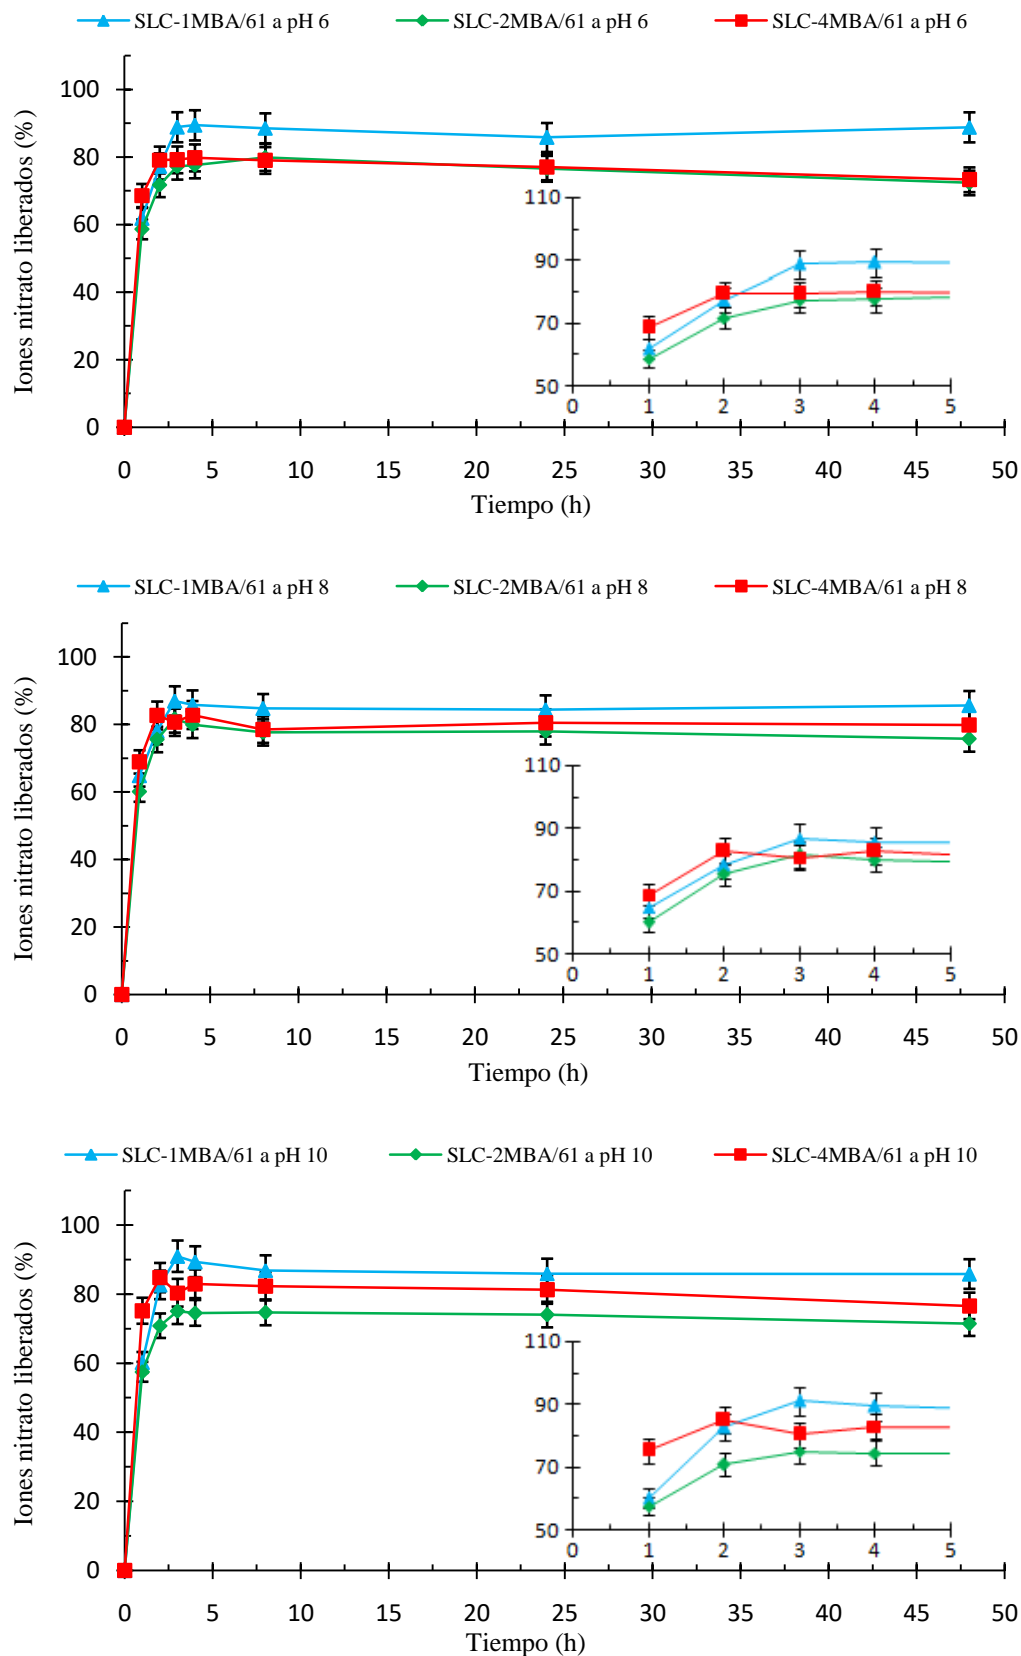 SLC-1MBA/61 a pH 6 SLC-2MBA/61 a pH 6 SLC-4MBA/61 a pH 6
Iones nitrato liberados (%)
100
80
60
40
20
0
0 5 10 15 20 25 30 35 40 45 50
Tiempo (h)
110
90
70
50
0 1 2 3 4 5
SLC-1MBA/61 a pH 8 SLC-2MBA/61 a pH 8 SLC-4MBA/61 a pH 8
Iones nitrato liberados (%)
100
80
60
40
20
0
0 5 10 15 20 25 30 35 40 45 50
Tiempo (h)
110
90
70
50
0 1 2 3 4 5
SLC-1MBA/61 a pH 10 SLC-2MBA/61 a pH 10 SLC-4MBA/61 a pH 10
Iones nitrato liberados (%)
100
80
60
40
20
0
0 5 10 15 20 25 30 35 40 45 50
Tiempo (h)
110
90
70
50
0 1 2 3 4 5